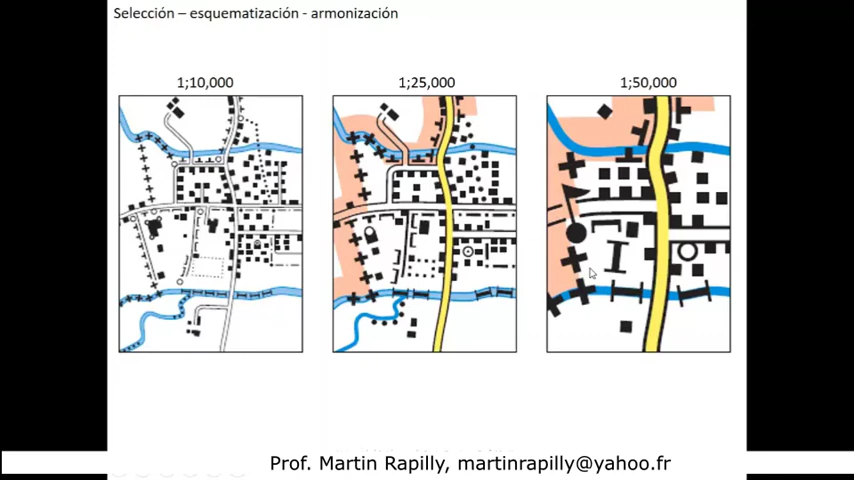 Selección – esquematización - armonización
1;10,000
1:25,000
1:50,000
Prof. Martin Rapilly, martinrapilly@yahoo.fr